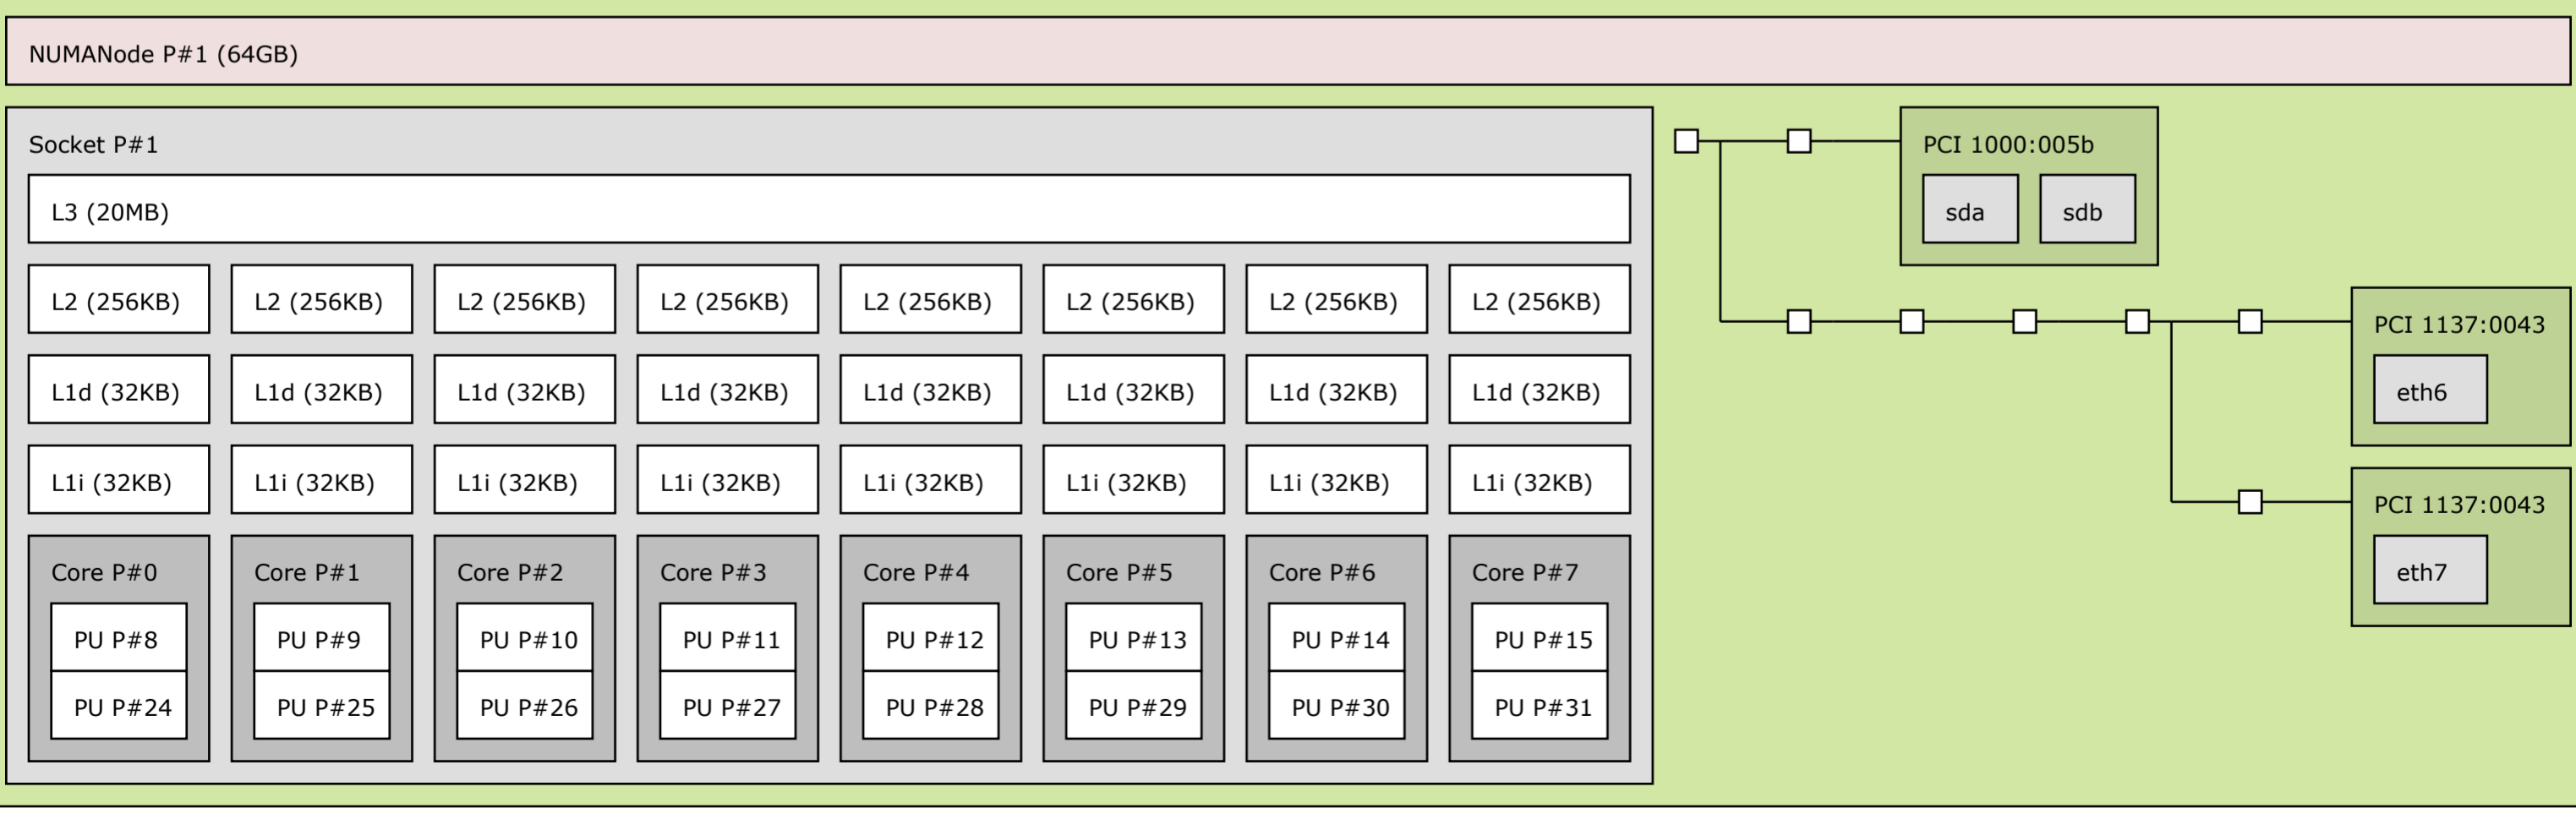 NUMANode P#1 (64GB)
Socket P#1
L3 (20MB)
L2 (256KB) L2 (256KB) L2 (256KB) L2 (256KB) L2 (256KB) L2 (256KB) L2 (256KB) L2 (256KB)
L1d (32KB) L1d (32KB) L1d (32KB) L1d (32KB) L1d (32KB) L1d (32KB) L1d (32KB) L1d (32KB)
L1i (32KB) L1i (32KB) L1i (32KB) L1i (32KB) L1i (32KB) L1i (32KB) L1i (32KB) L1i (32KB)
Core P#0 Core P#1 Core P#2 Core P#3 Core P#4 Core P#5 Core P#6 Core P#7
PU P#8 PU P#9 PU P#10 PU P#11 PU P#12 PU P#13 PU P#14 PU P#15
PU P#24 PU P#25 PU P#26 PU P#27 PU P#28 PU P#29 PU P#30 PU P#31
PCI 1000:005b
sda sdb
PCI 1137:0043
eth6
PCI 1137:0043
eth7